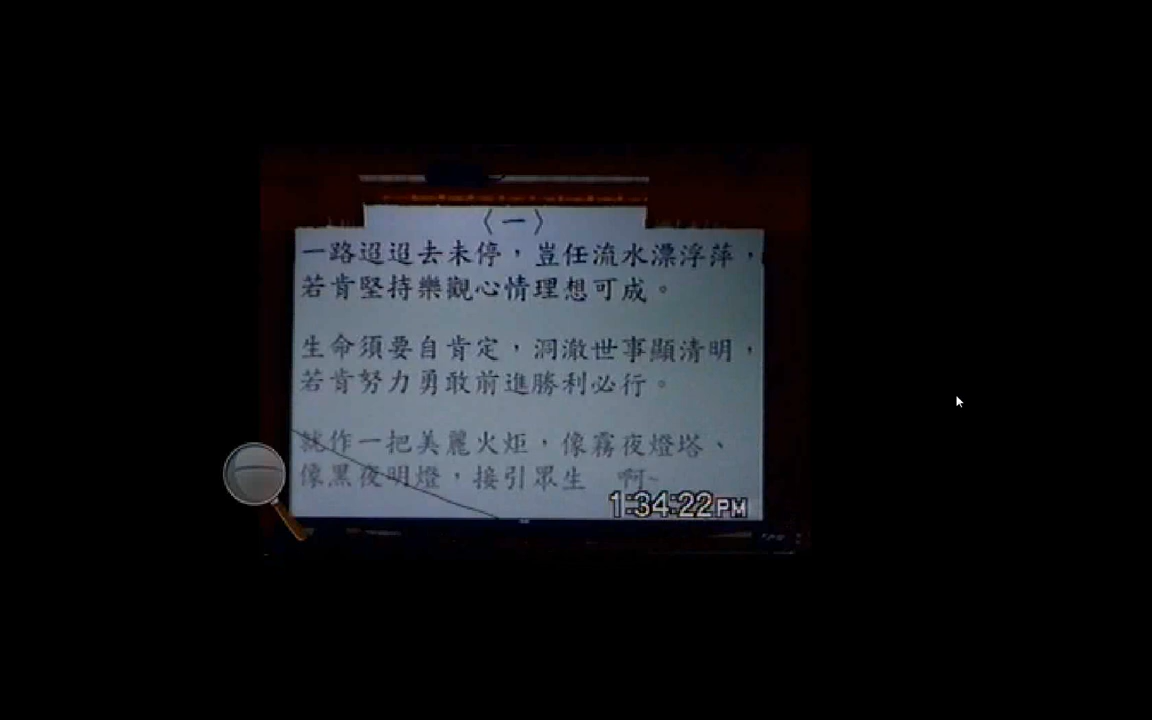 〈一〉
一路迢迢去未停，豈任流水漂浮萍，
若肯堅持樂觀心情理想可成。
生命須要自肯定，洞澈世事顯清明，
若肯努力勇敢前進勝利必行。
就作一把美麗火炬，像霧夜燈塔、
像黑夜明燈，接引眾生　啊~
1:34:22PM